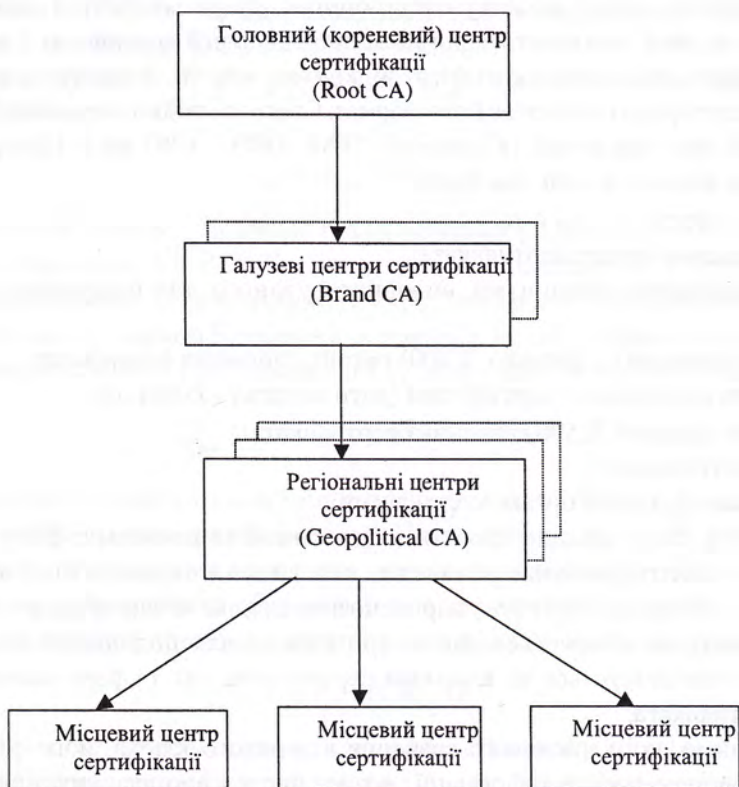 Головний (кореневий) центр
сертифікації
(Root CA)
Галузеві центри сертифікації
(Brand CA)
Регіональні центри
сертифікації
(Geopolitical CA)
Місцевий центр
сертифікації
Місцевий центр
сертифікації
Місцевий центр
сертифікації